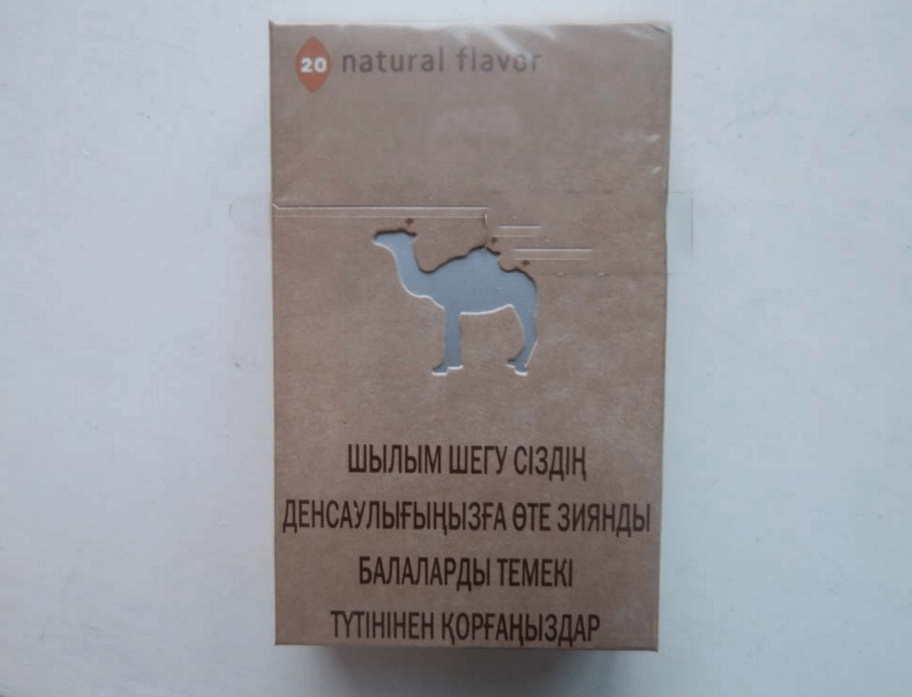 20 natural flavor
ШЫЛЫМ ШЕГУ СІЗДІҢ
ДЕНСАУЛЫҒЫҢЫЗҒА ӨТЕ ЗИЯНДЫ
БАЛАЛАРДЫ ТЕМЕКІ
ТҮТІНІНЕН ҚОРҒАҢЫЗДАР